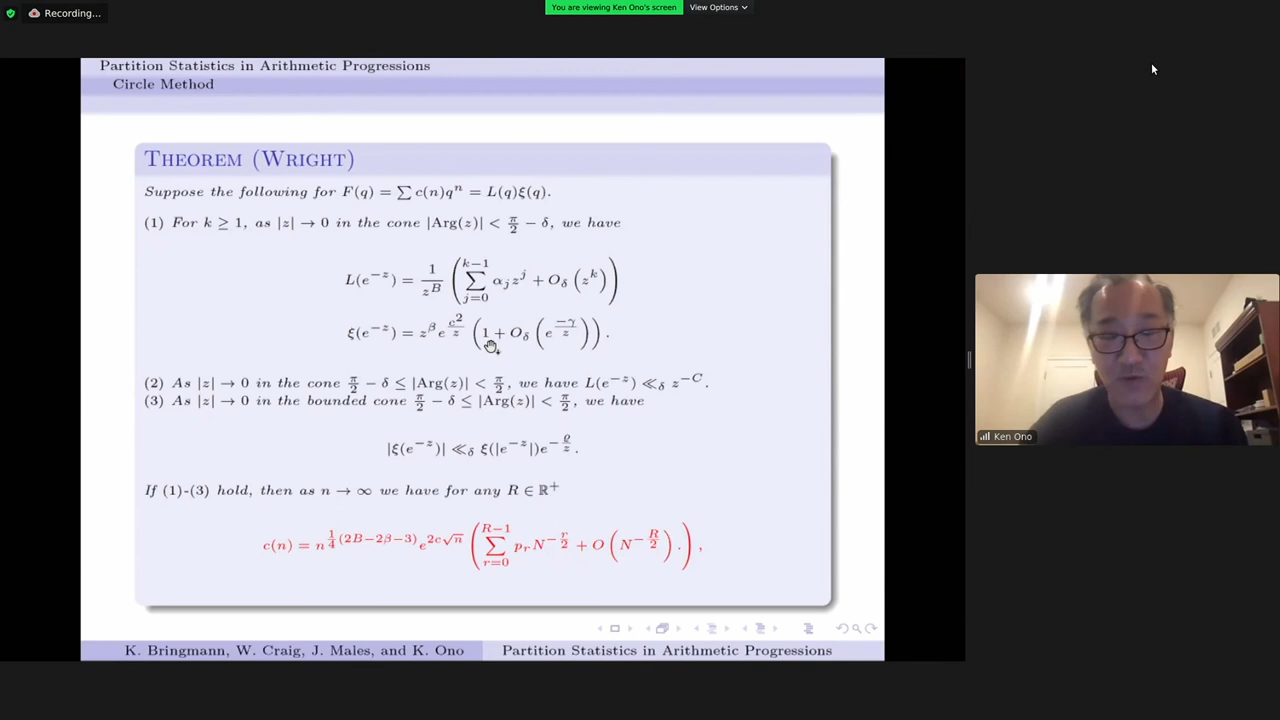 Recording...
You are viewing Ken Ono's screen
View Options
Partition Statistics in Arithmetic Progressions
Circle Method
Theorem (Wright)
Suppose the following for F(q) = ∑ c(n)qⁿ = L(q)ξ(q).
(1) For k ≥ 1, as |z| → 0 in the cone |Arg(z)| < π/2 − δ, we have
L(e^{−z}) = 1/z^B (∑_{j=0}^{k−1} α_j z^j + O_δ (z^k))
ξ(e^{−z}) = z^β e^{c²/z} (1 + O_δ (e^{−γ/z})) .
(2) As |z| → 0 in the cone π/2 − δ ≤ |Arg(z)| < π/2, we have L(e^{−z}) ≪_δ z^{−C}.
(3) As |z| → 0 in the bounded cone π/2 − δ ≤ |Arg(z)| < π/2, we have
|ξ(e^{−z})| ≪_δ ξ(|e^{−z}|)e^{−ϱ/z}.
If (1)-(3) hold, then as n → ∞ we have for any R ∈ ℝ⁺
c(n) = n^{1/4(2B−2β−3)} e^{2c√n} (∑_{r=0}^{R−1} p_r N^{−r/2} + O (N^{−R/2}) .) ,
K. Bringmann, W. Craig, J. Males, and K. Ono
Partition Statistics in Arithmetic Progressions
Ken Ono